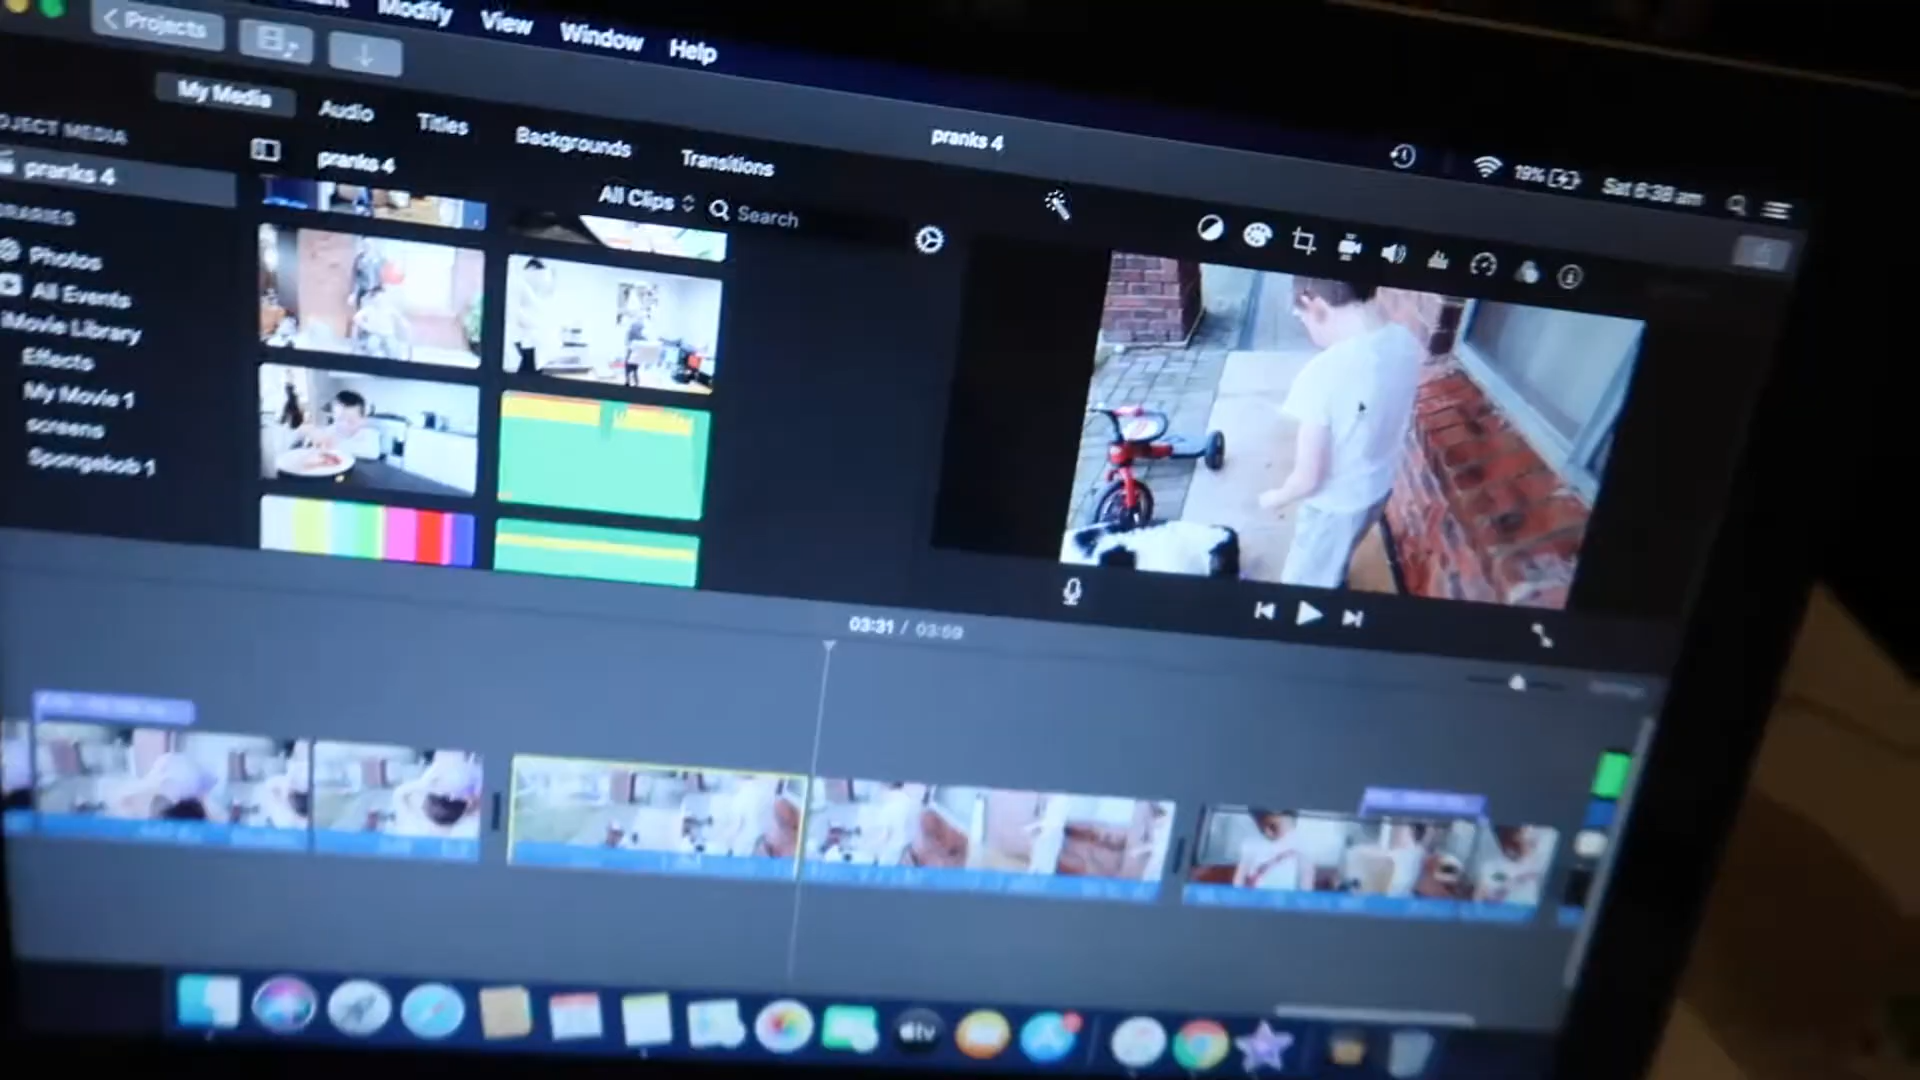 Modify View Window Help
Projects
19% Sat 6:38 am
My Media Audio Titles Backgrounds Transitions
pranks 4
pranks 4
All Clips Search
pranks 4
Photos
All Events
iMovie Library
Effects
My Movie 1
screens
Spongebob 1
03:31 / 03:59
tv